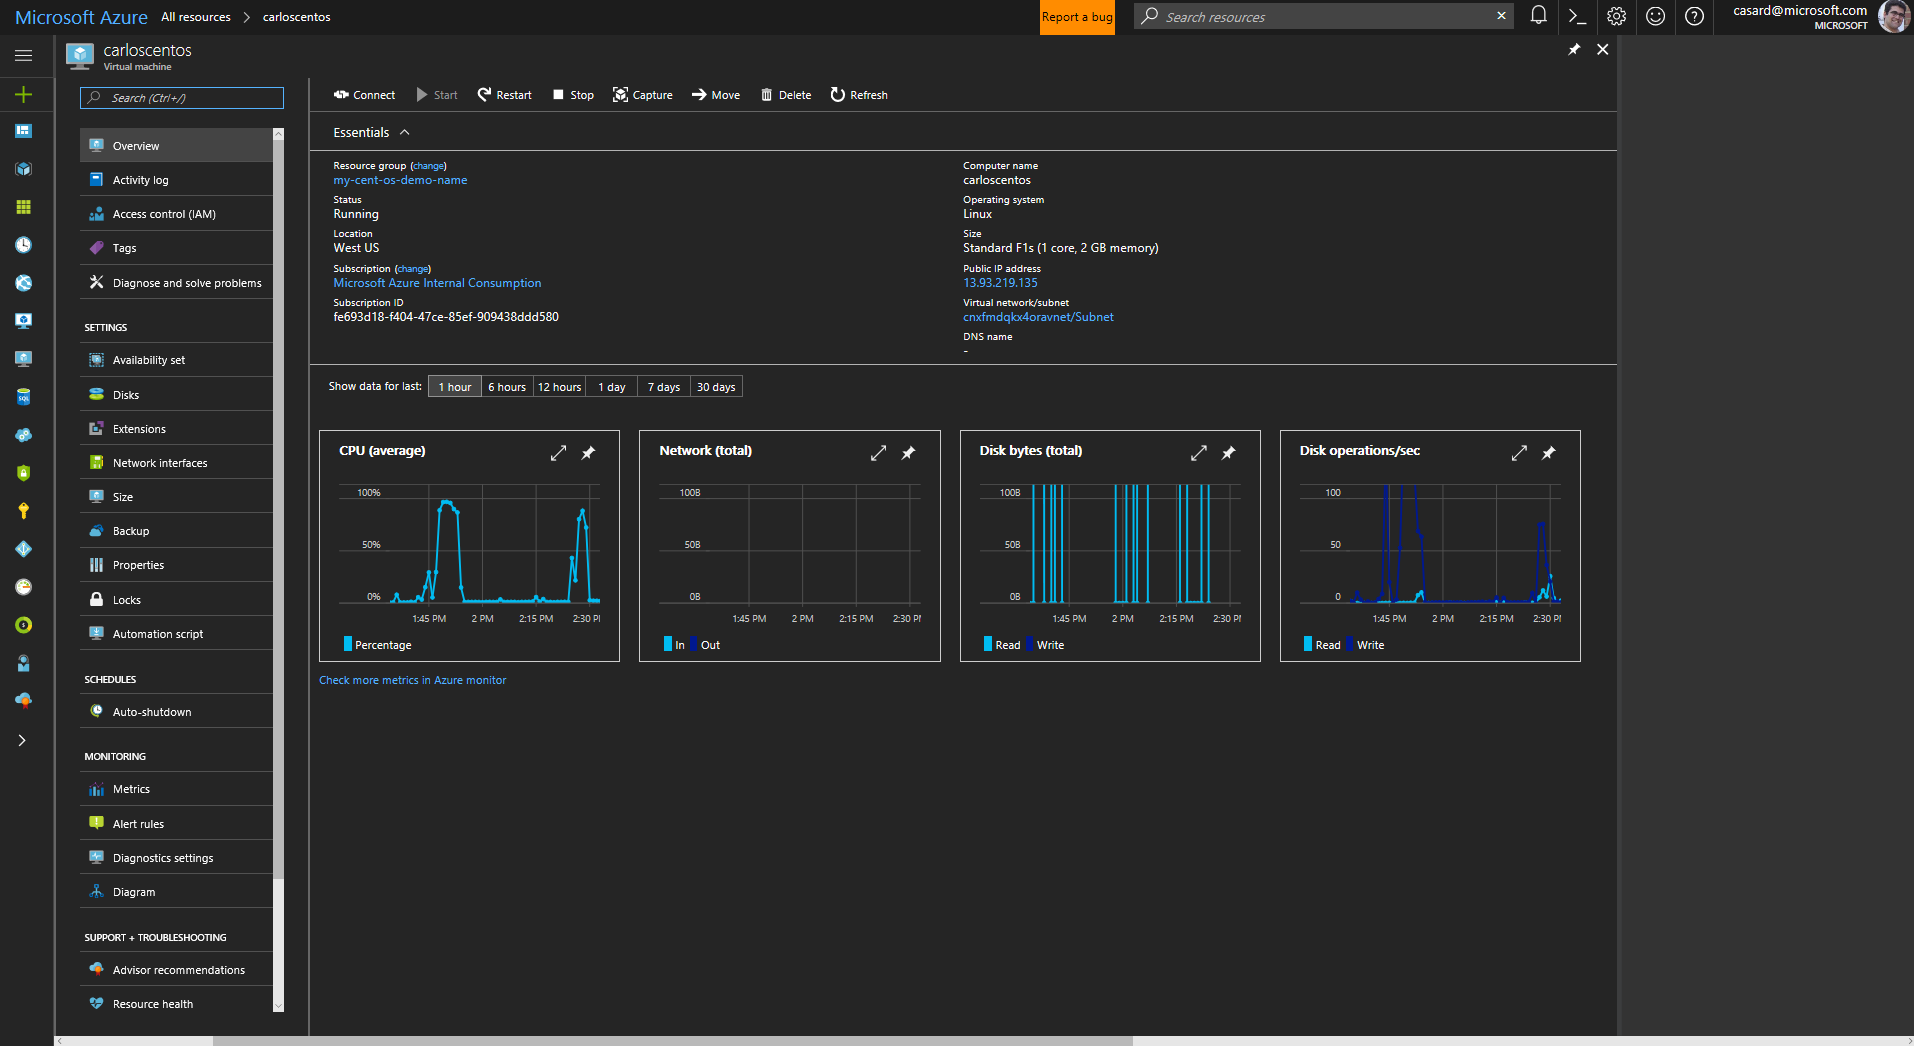 Microsoft Azure All resources > carloscentos
Report a bug
Search resources
casard@microsoft.com
MICROSOFT
carloscentos
Virtual machine
Search (Ctrl+/)
Overview
Activity log
Access control (IAM)
Tags
Diagnose and solve problems
SETTINGS
Availability set
Disks
Extensions
Network interfaces
Size
Backup
Properties
Locks
Automation script
SCHEDULES
Auto-shutdown
MONITORING
Metrics
Alert rules
Diagnostics settings
Diagram
SUPPORT + TROUBLESHOOTING
Advisor recommendations
Resource health
Connect Start Restart Stop Capture Move Delete Refresh
Essentials
Resource group (change)
my-cent-os-demo-name
Status
Running
Location
West US
Subscription (change)
Microsoft Azure Internal Consumption
Subscription ID
fe693d18-f404-47ce-85ef-909438ddd580
Computer name
carloscentos
Operating system
Linux
Size
Standard F1s (1 core, 2 GB memory)
Public IP address
13.93.219.135
Virtual network/subnet
cnxfmdqkx4oravnet/Subnet
DNS name
-
Show data for last: 1 hour 6 hours 12 hours 1 day 7 days 30 days
CPU (average)
100%
50%
0%
1:45 PM 2 PM 2:15 PM 2:30 PM
Percentage
Network (total)
100B
50B
0B
1:45 PM 2 PM 2:15 PM 2:30 PM
In Out
Disk bytes (total)
100B
50B
0B
1:45 PM 2 PM 2:15 PM 2:30 PM
Read Write
Disk operations/sec
100
50
0
1:45 PM 2 PM 2:15 PM 2:30 PM
Read Write
Check more metrics in Azure monitor